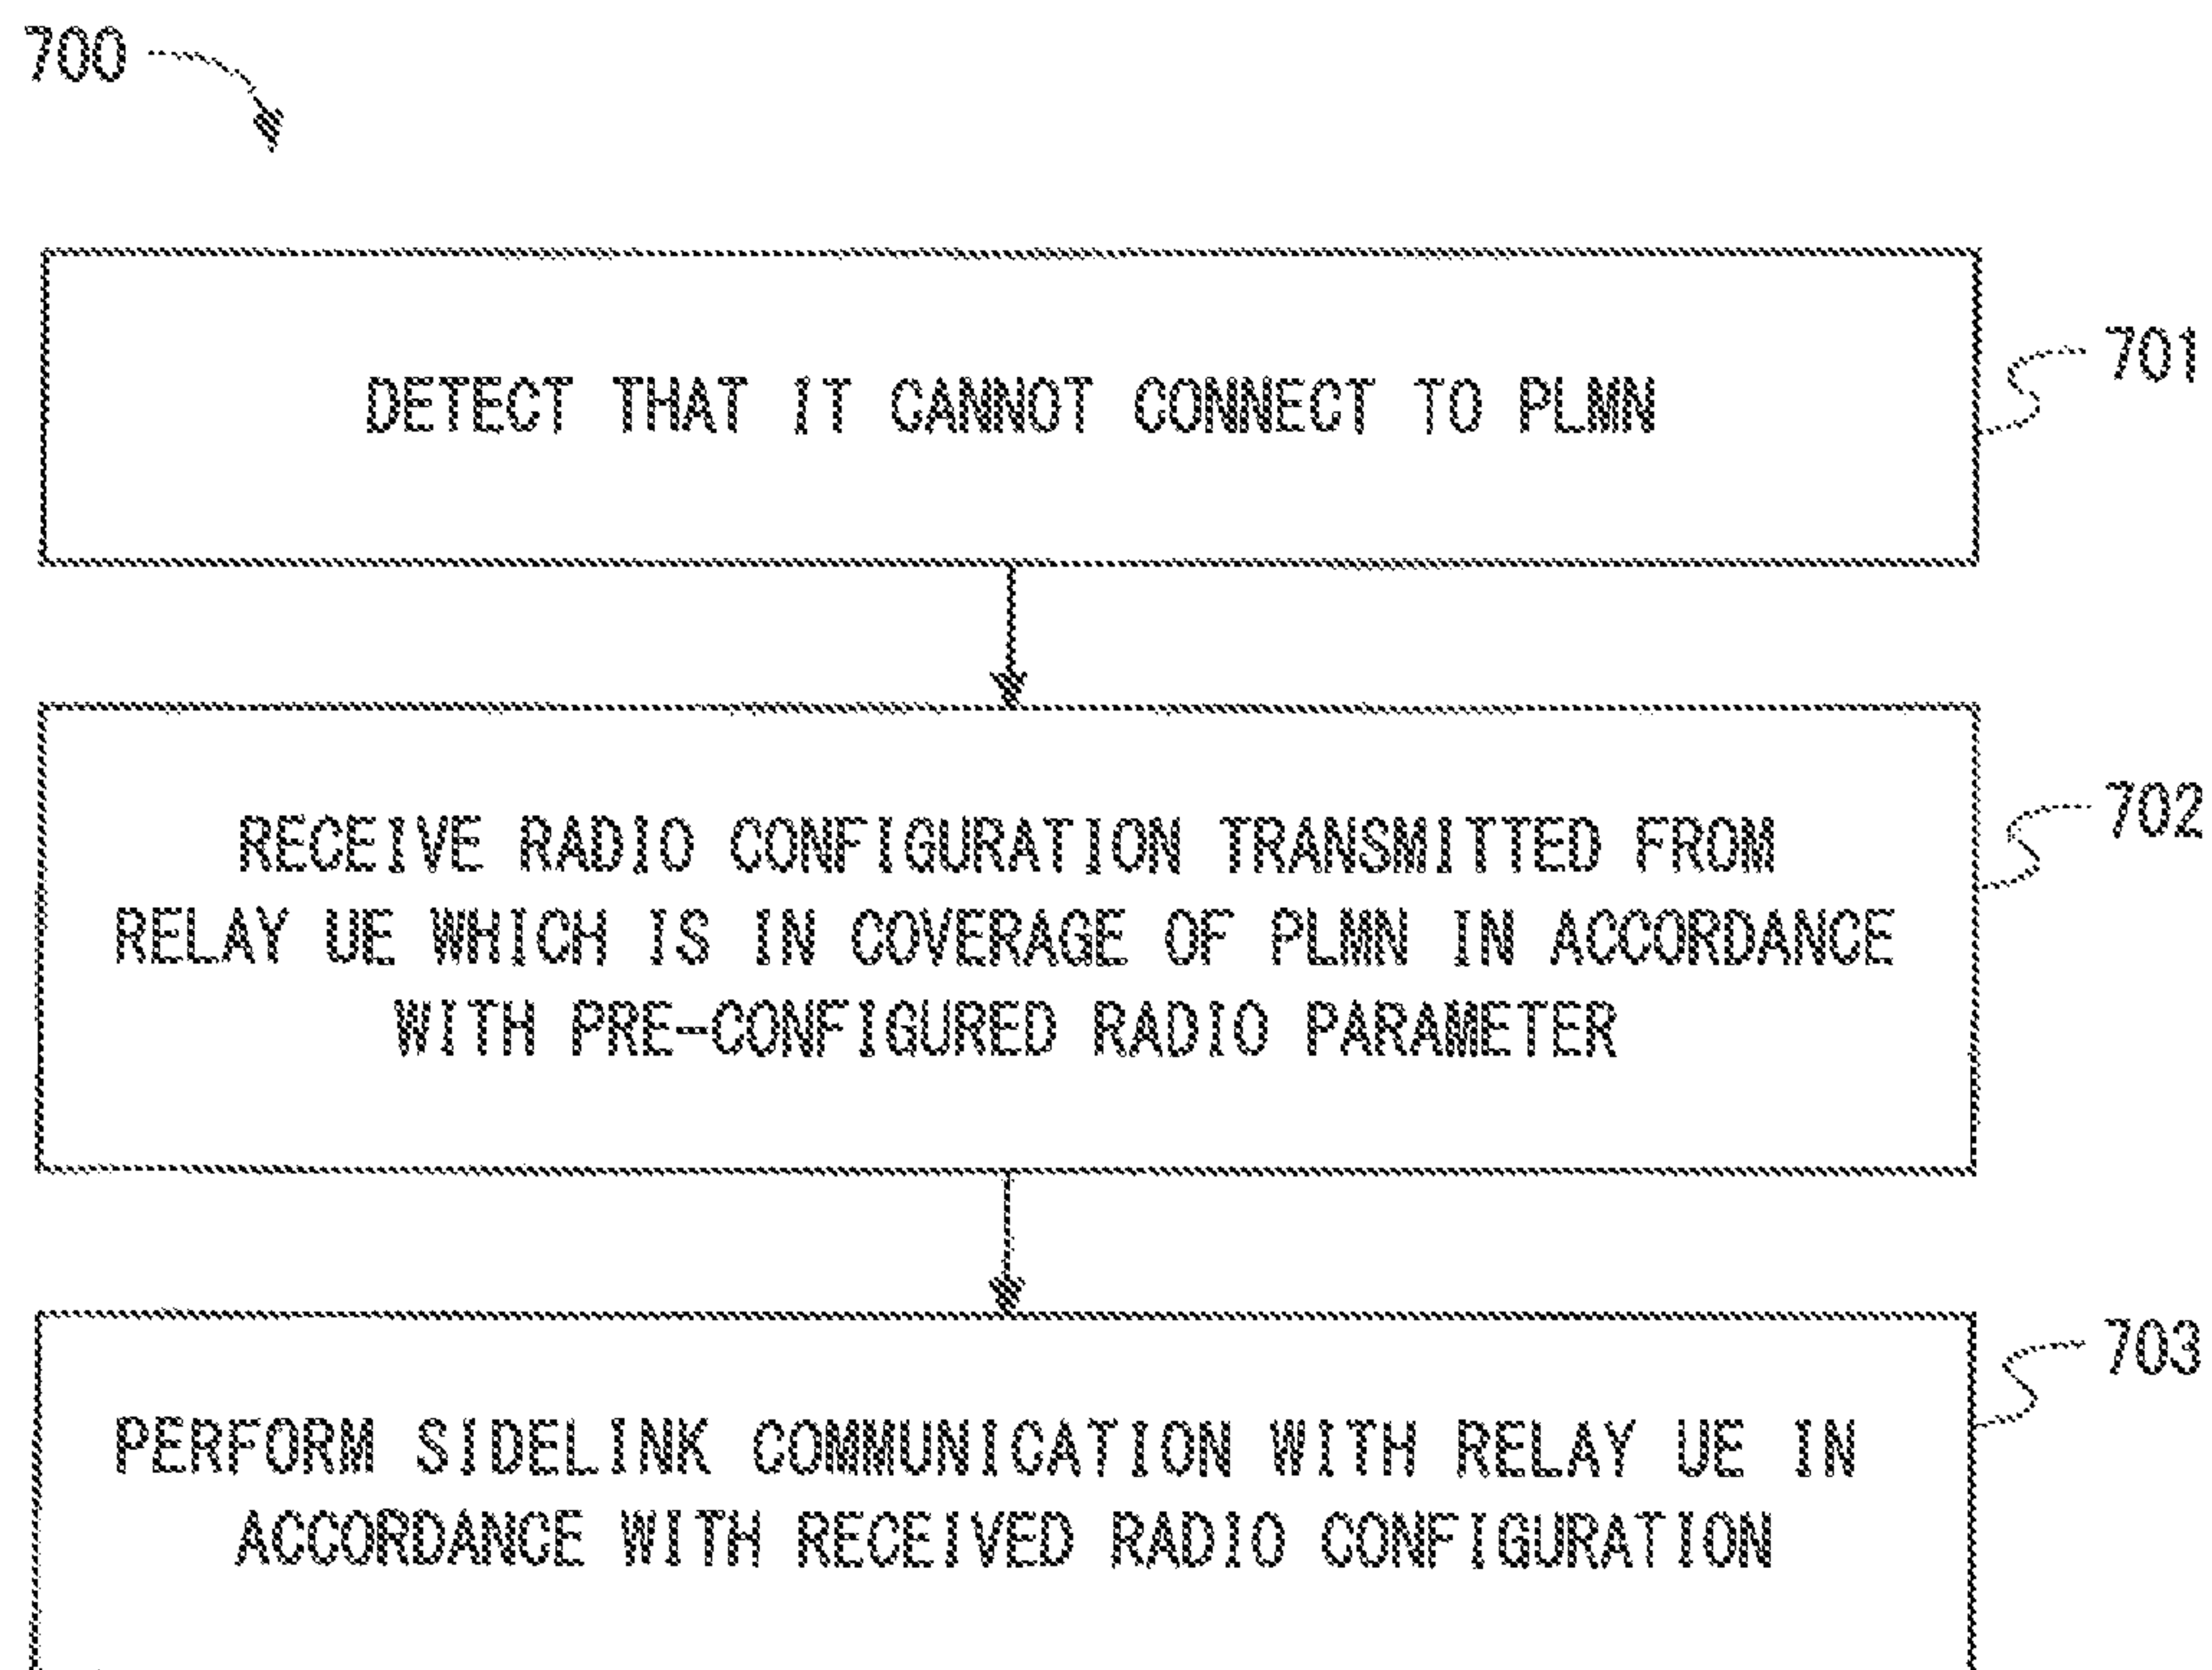 700
701
DETECT THAT IT CANNOT CONNECT TO PLMN
702
RECEIVE RADIO CONFIGURATION TRANSMITTED FROM
RELAY UE WHICH IS IN COVERAGE OF PLMN IN ACCORDANCE
WITH PRE-CONFIGURED RADIO PARAMETER
703
PERFORM SIDELINK COMMUNICATION WITH RELAY UE IN
ACCORDANCE WITH RECEIVED RADIO CONFIGURATION